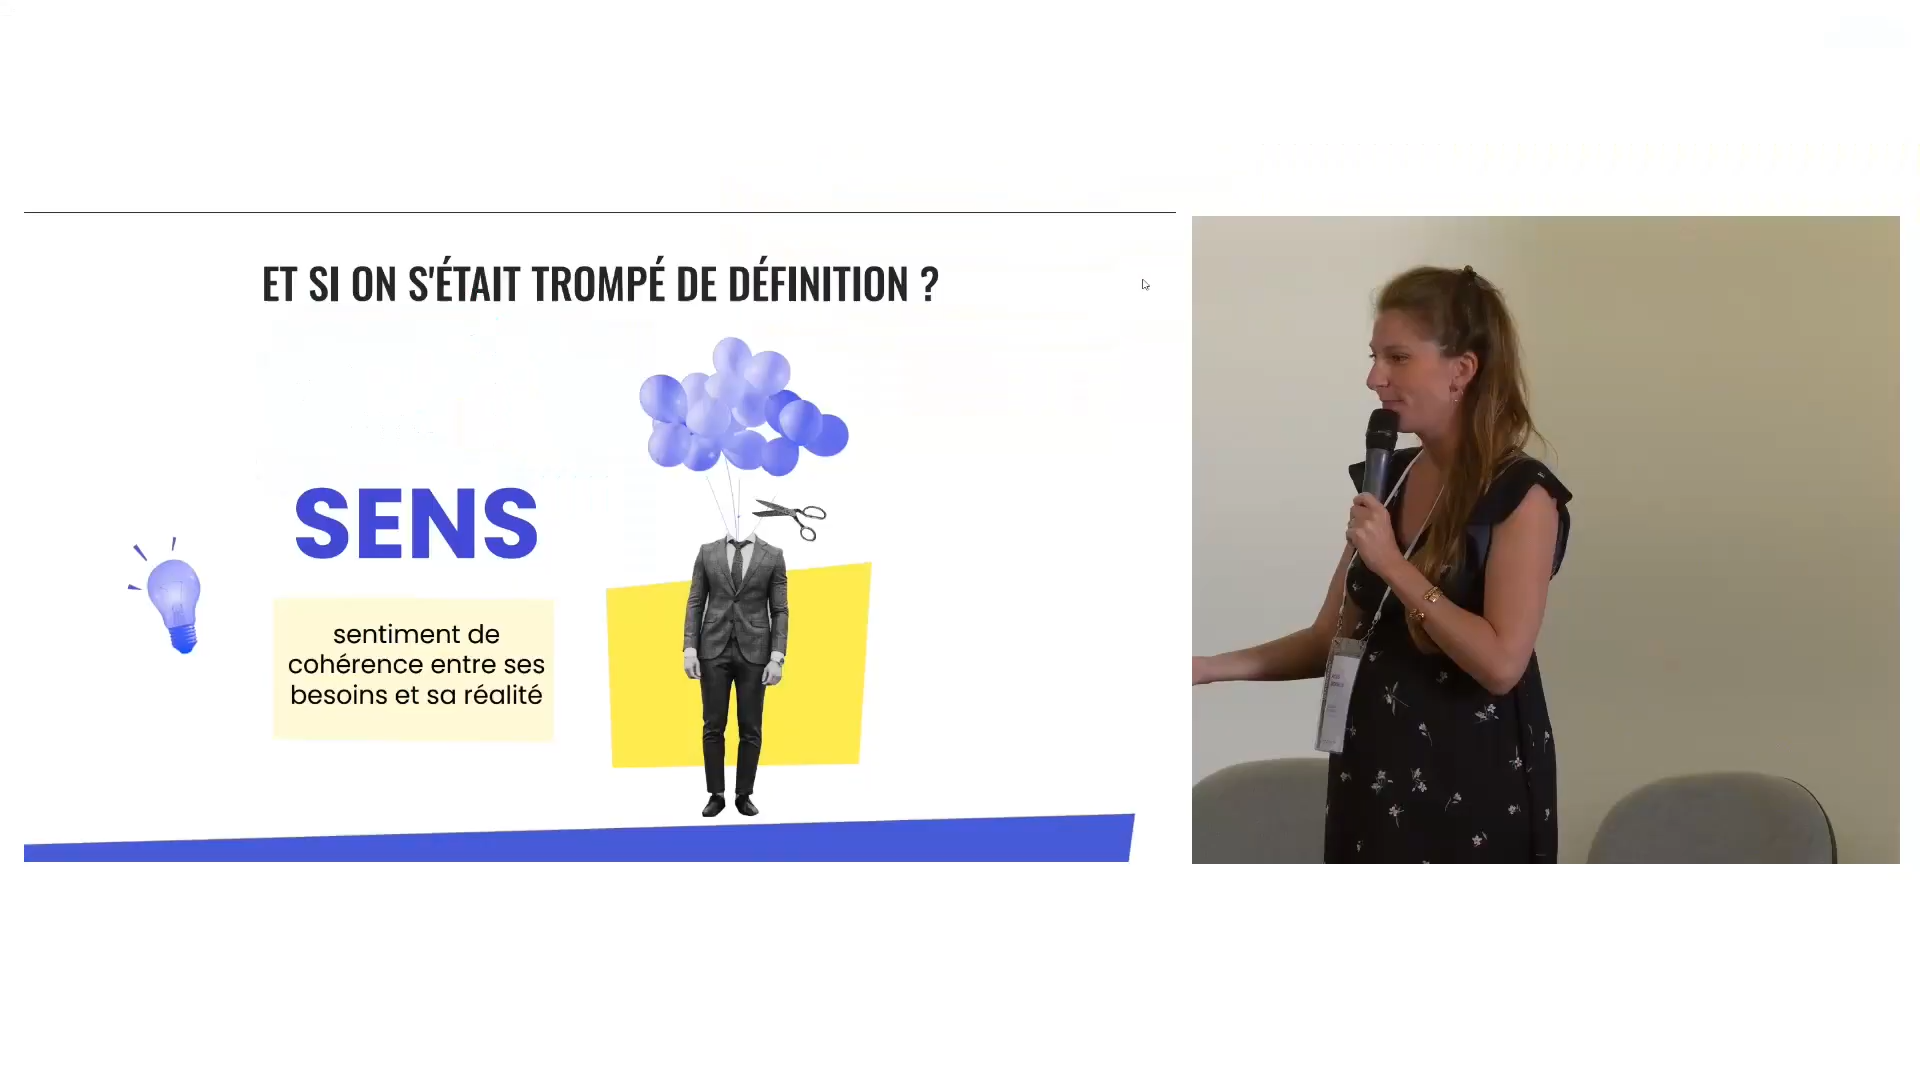 ET SI ON S'ÉTAIT TROMPÉ DE DÉFINITION ?
SENS
sentiment de
cohérence entre ses
besoins et sa réalité